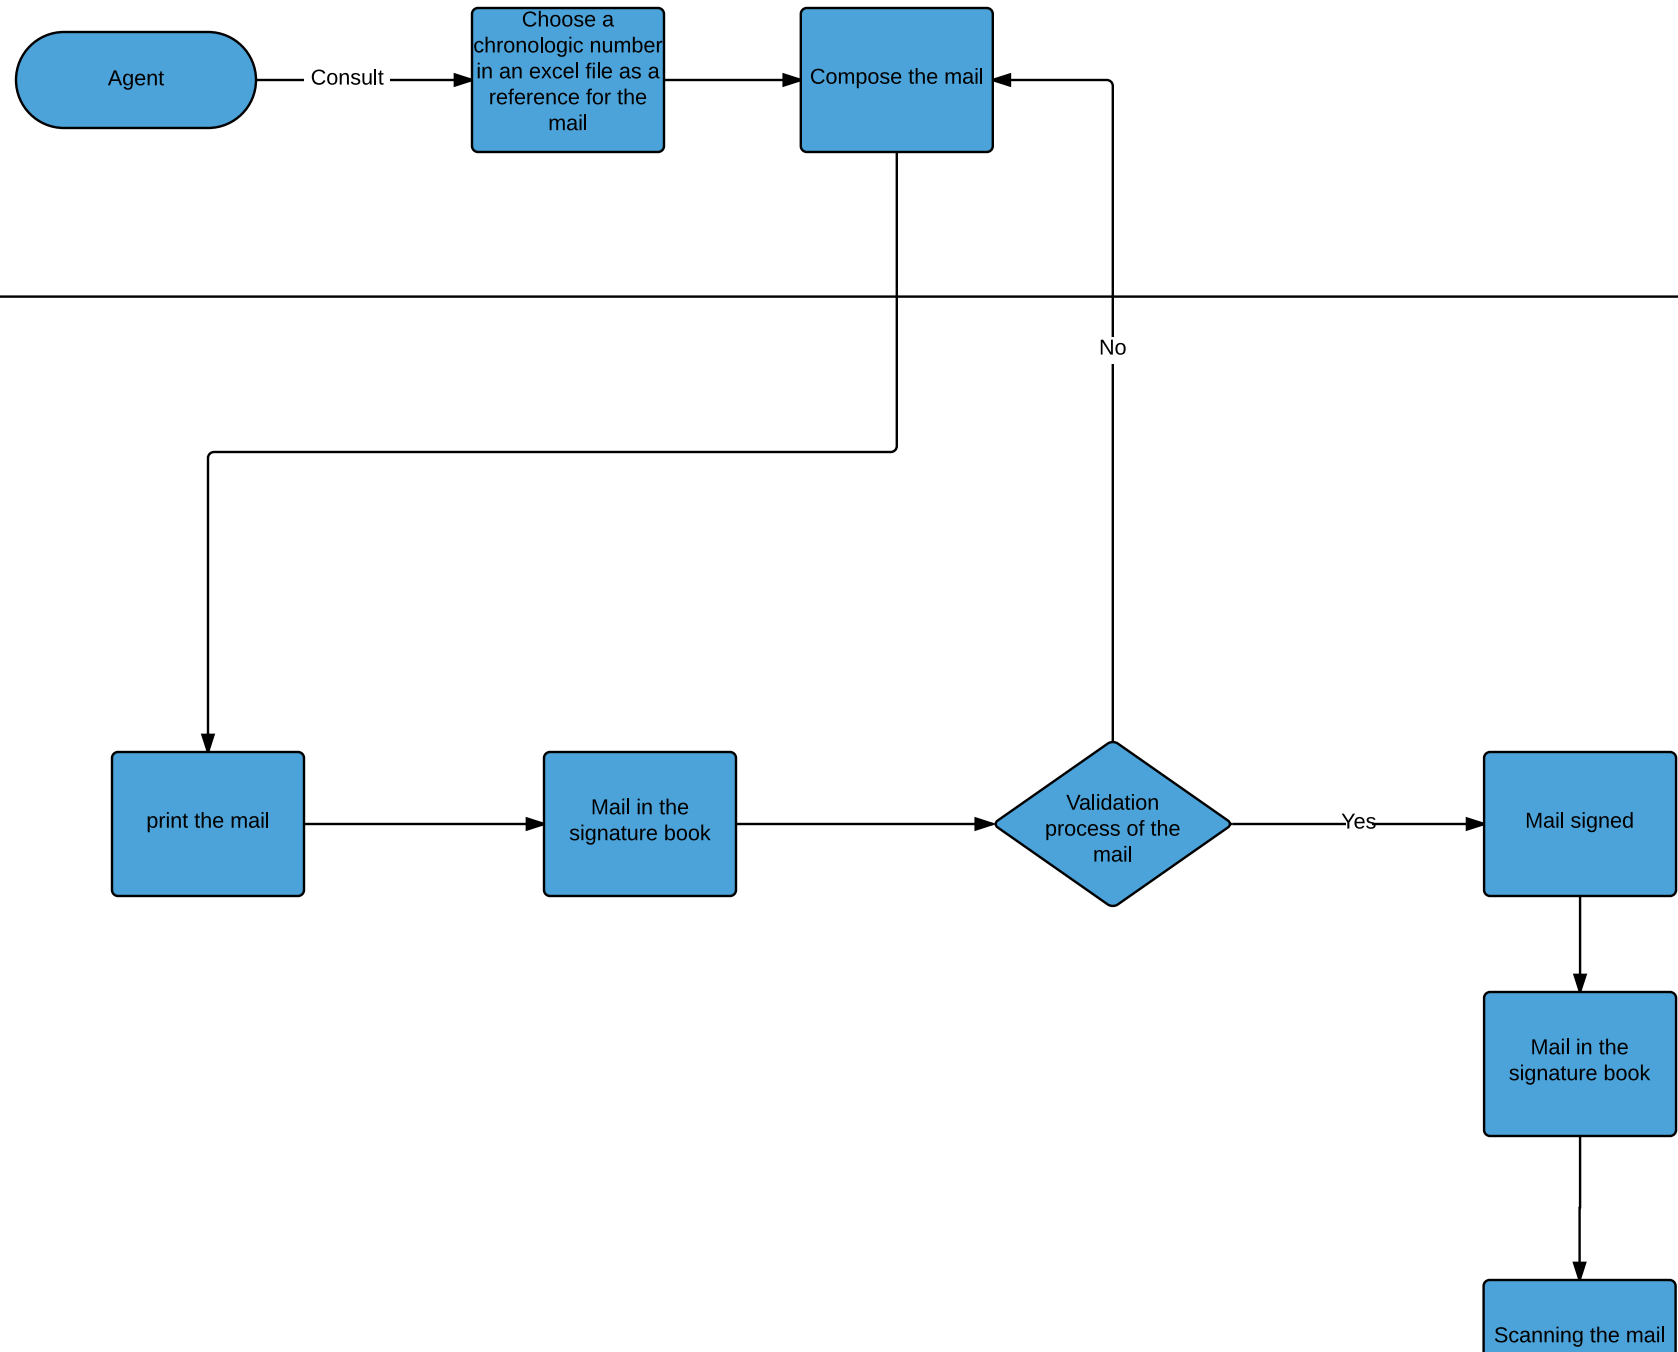 Agent
Consult
Choose a
chronologic number
in an excel file as a
reference for the
mail
Compose the mail
No
print the mail
Mail in the
signature book
Validation
process of the
mail
Yes
Mail signed
Mail in the
signature book
Scanning the mail